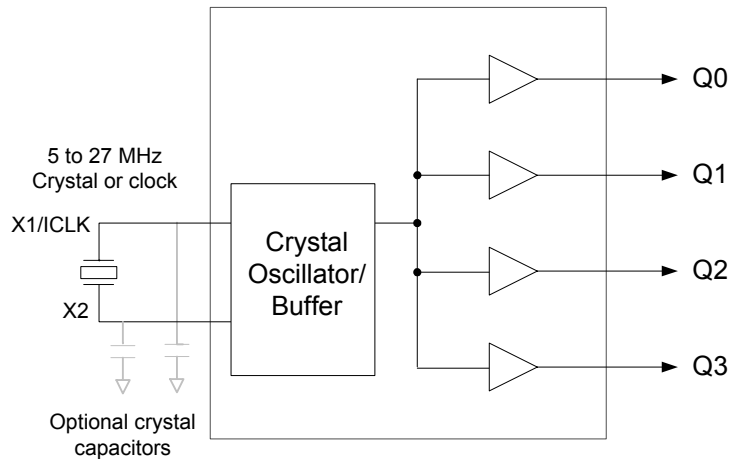 5 to 27 MHz
Crystal or clock
X1/ICLK
X2
Optional crystal
capacitors
Crystal
Oscillator/
Buffer
Q0
Q1
Q2
Q3